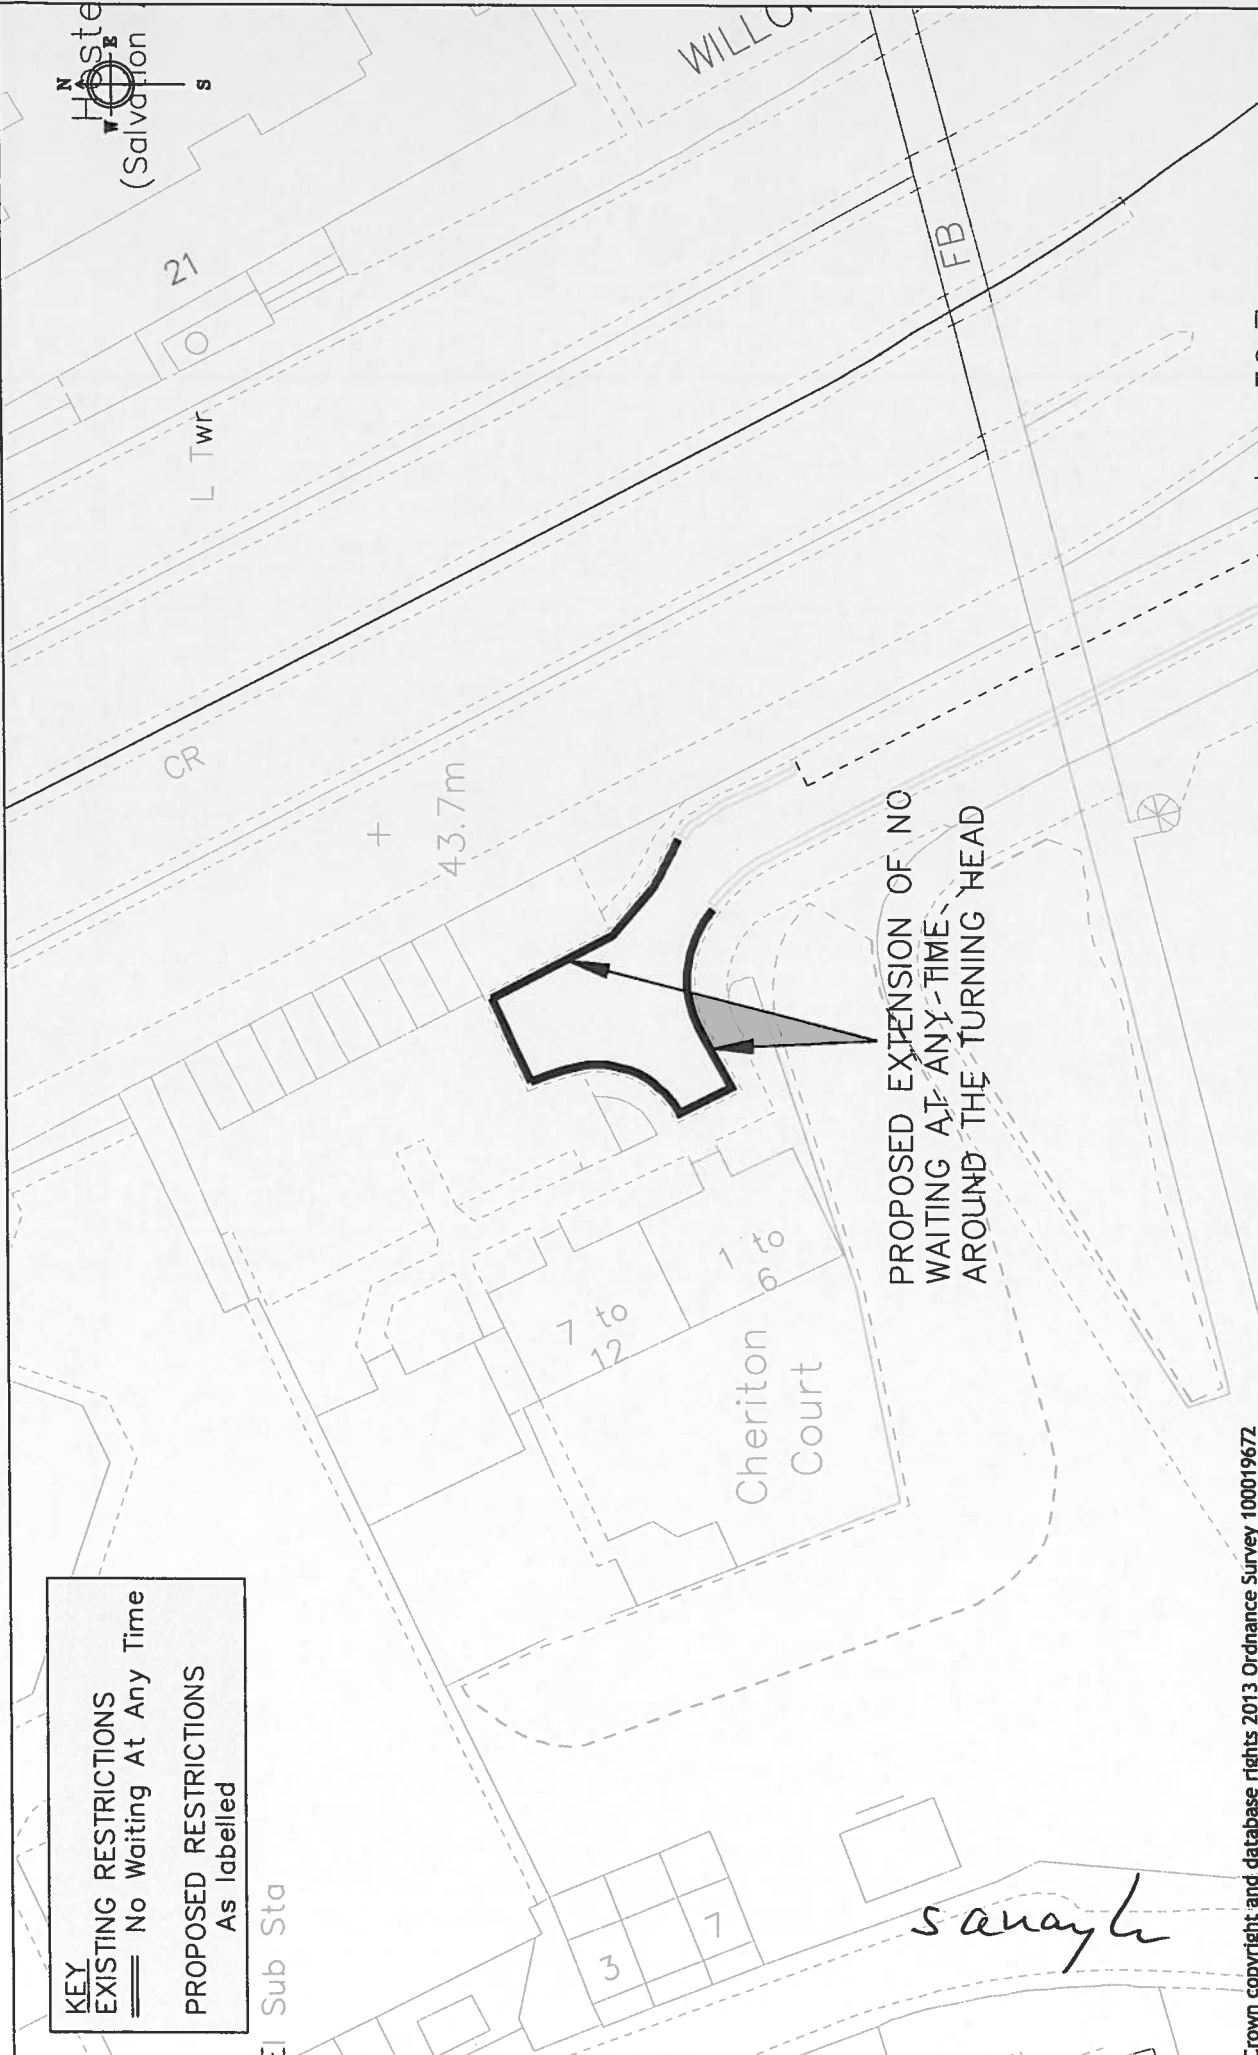 KEY
EXISTING RESTRICTIONS
No Waiting At Any Time
PROPOSED RESTRICTIONS
As labelled
El Sub Sta
3
7
Cheriton
Court
7 to
12
1 to
6
PROPOSED EXTENSION OF NO
WAITING AT ANY TIME
AROUND THE TURNING HEAD
43.7m
CR
L Twr
21
(Salvation
N
E
S
W
FB
Crown copyright and database rights 2013 Ordnance Survey 100019672